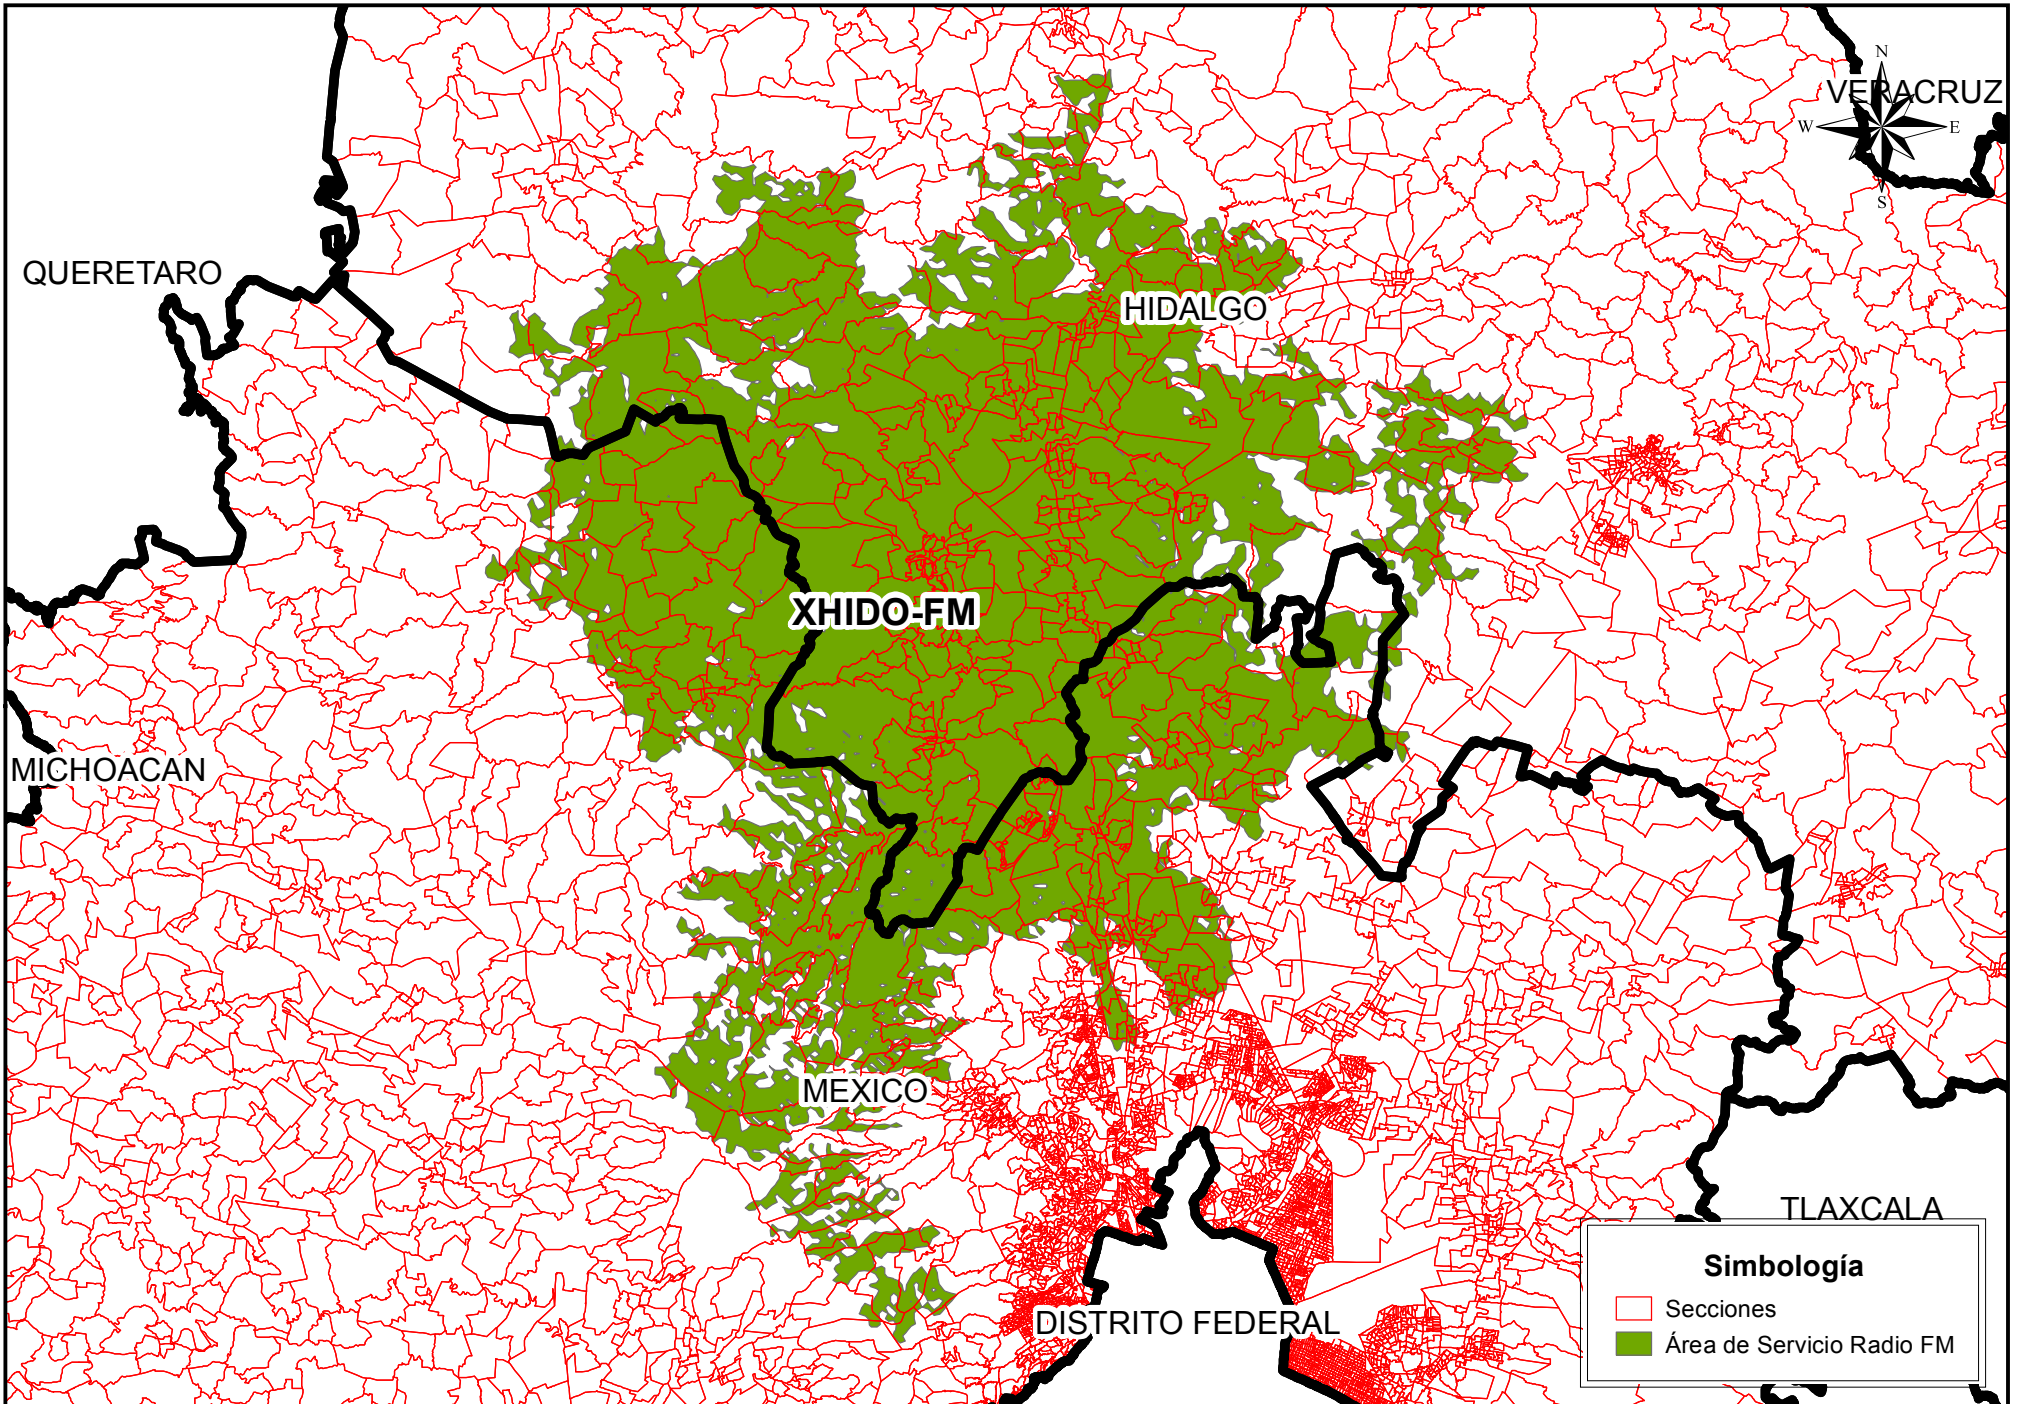 N
VERACRUZ
W
E
S
QUERETARO
HIDALGO
XHIDO-FM
MICHOACAN
MEXICO
TLAXCALA
DISTRITO FEDERAL
Simbología
Secciones
Área de Servicio Radio FM